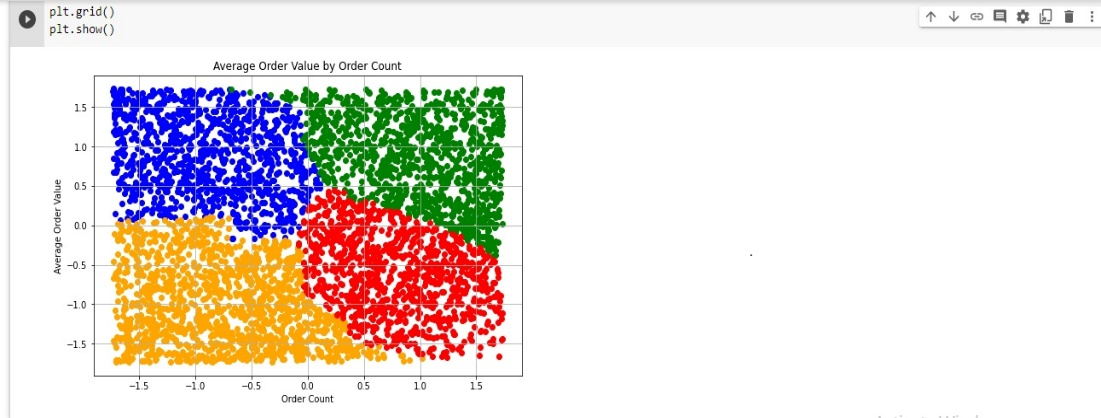 plt.grid()
plt.show()
Average Order Value by Order Count
Average Order Value
1.5
1.0
0.5
0.0
−0.5
−1.0
−1.5
−1.5 −1.0 −0.5 0.0 0.5 1.0 1.5
Order Count